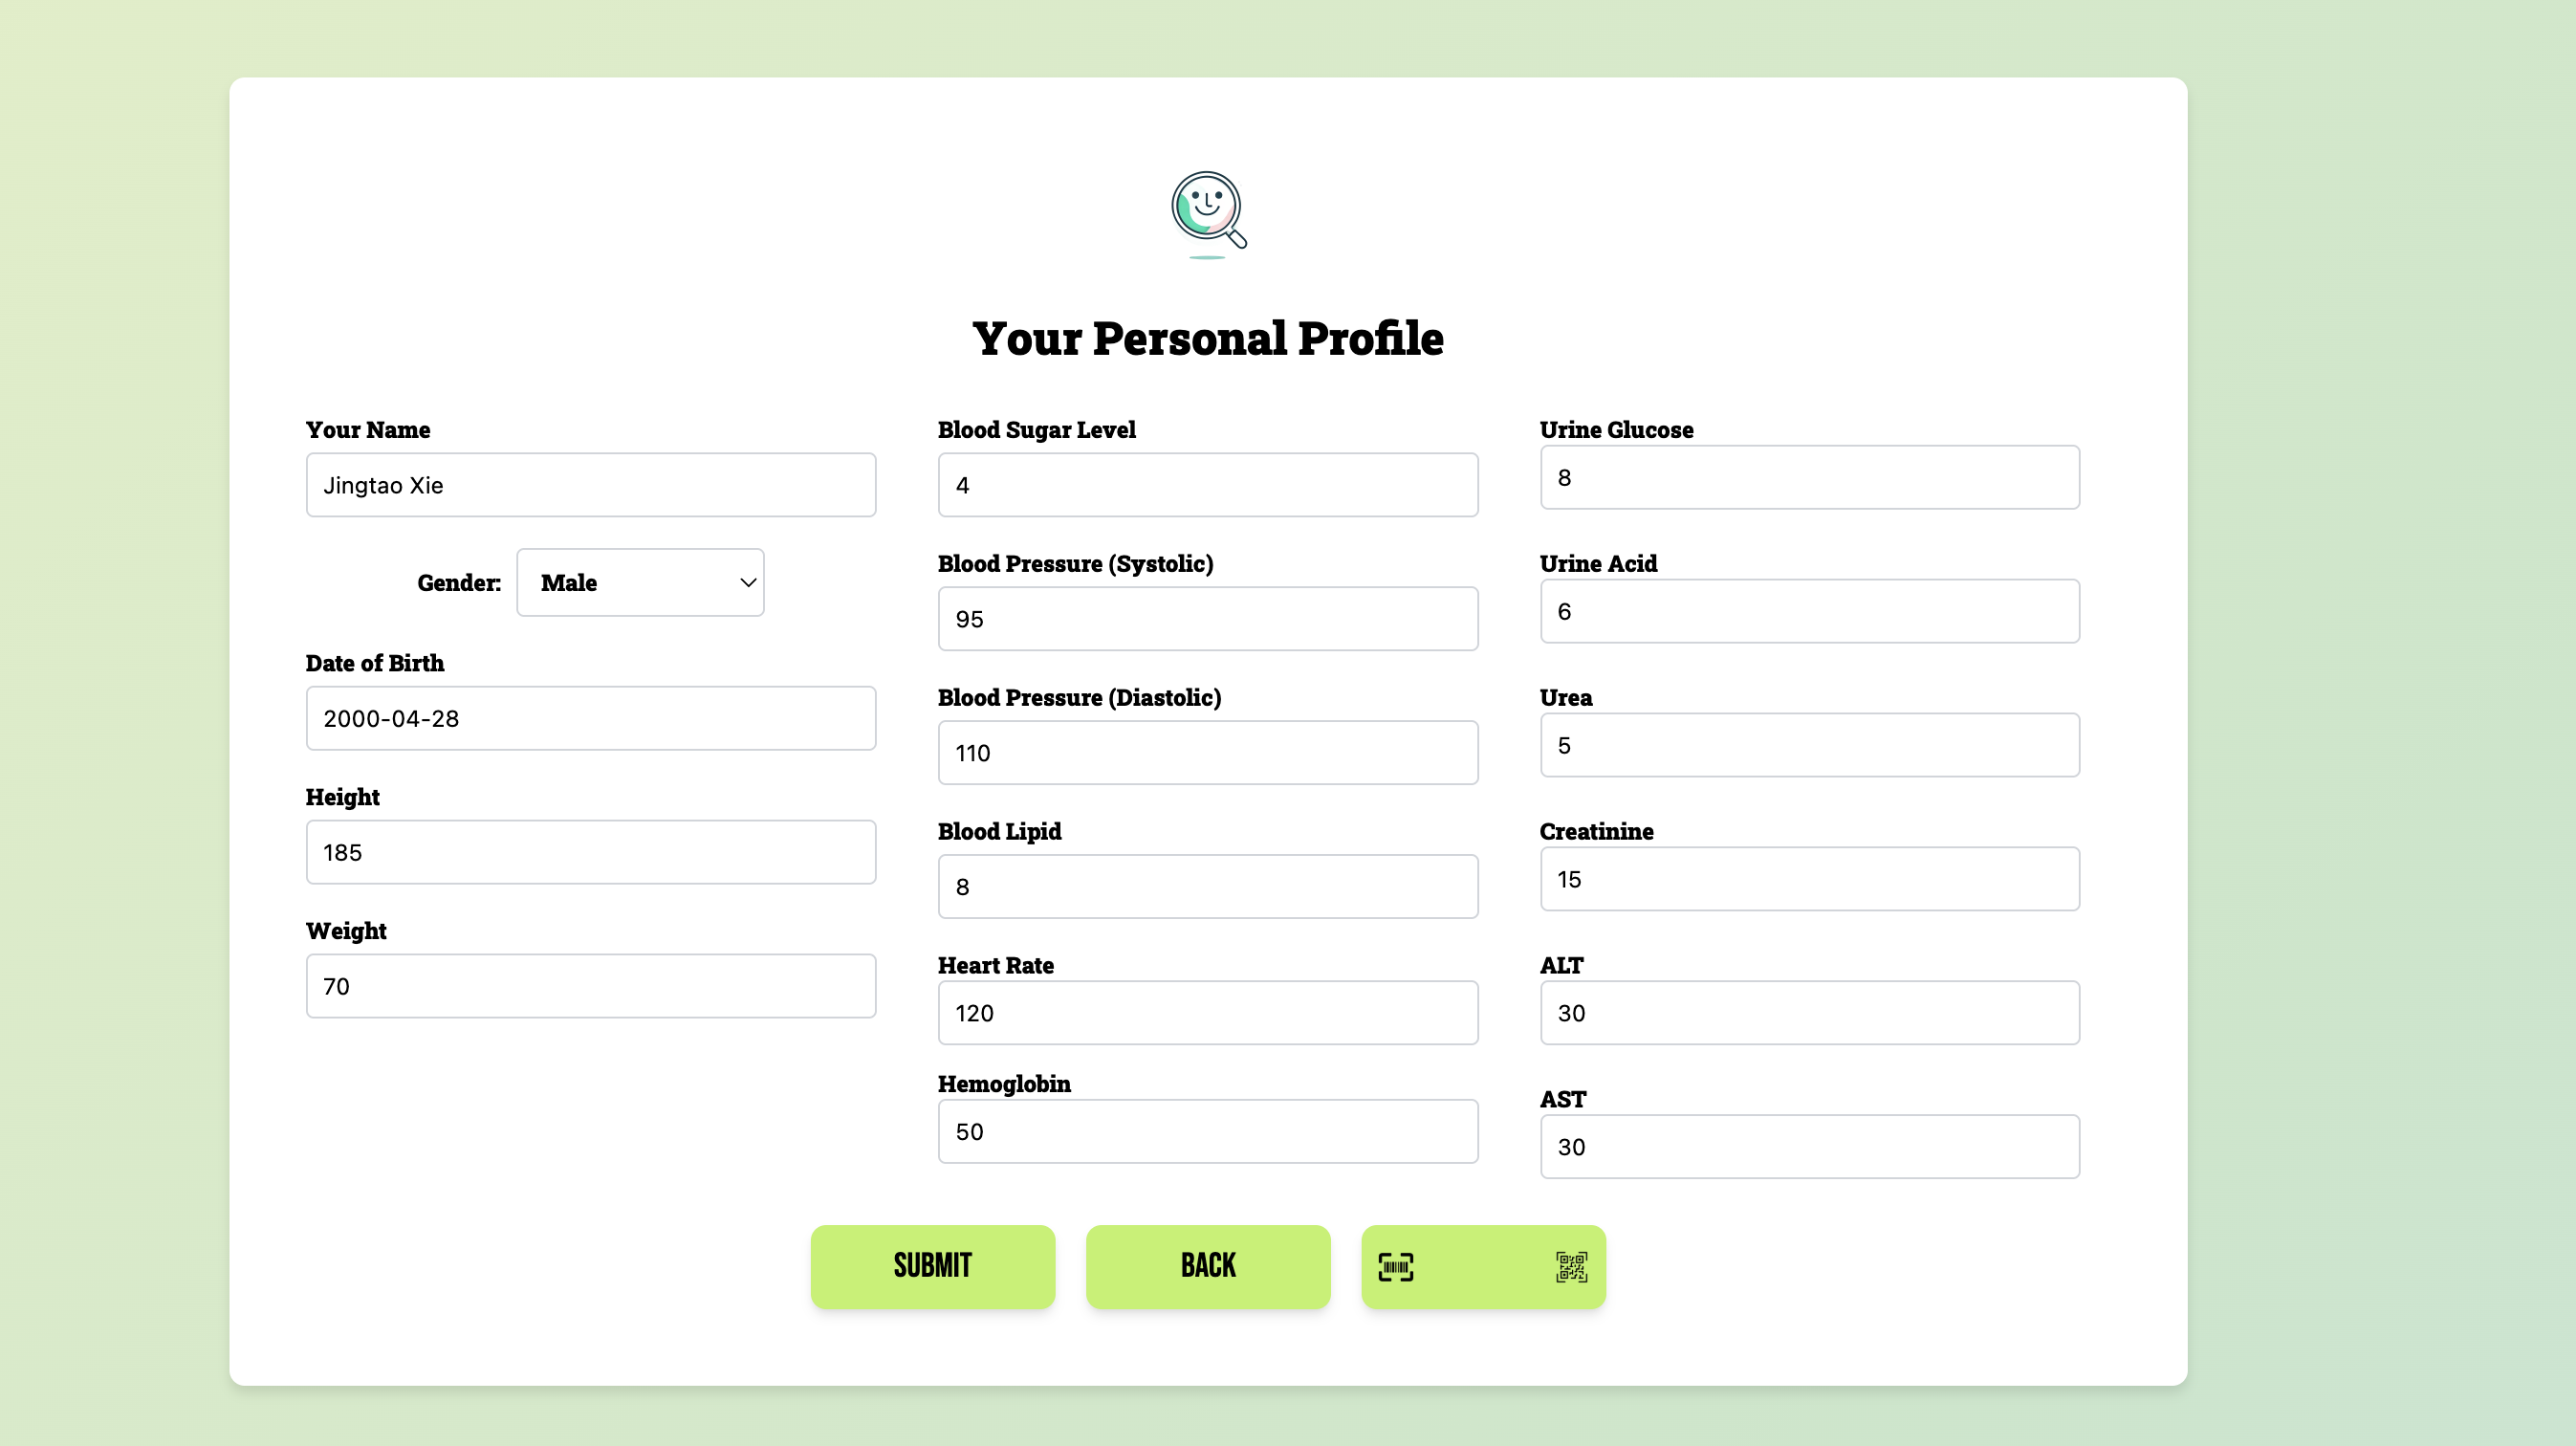 Your Personal Profile
Your Name
Jingtao Xie
Gender:
Male
Date of Birth
2000-04-28
Height
185
Weight
70
Blood Sugar Level
4
Blood Pressure (Systolic)
95
Blood Pressure (Diastolic)
110
Blood Lipid
8
Heart Rate
120
Hemoglobin
50
Urine Glucose
8
Urine Acid
6
Urea
5
Creatinine
15
ALT
30
AST
30
SUBMIT
BACK